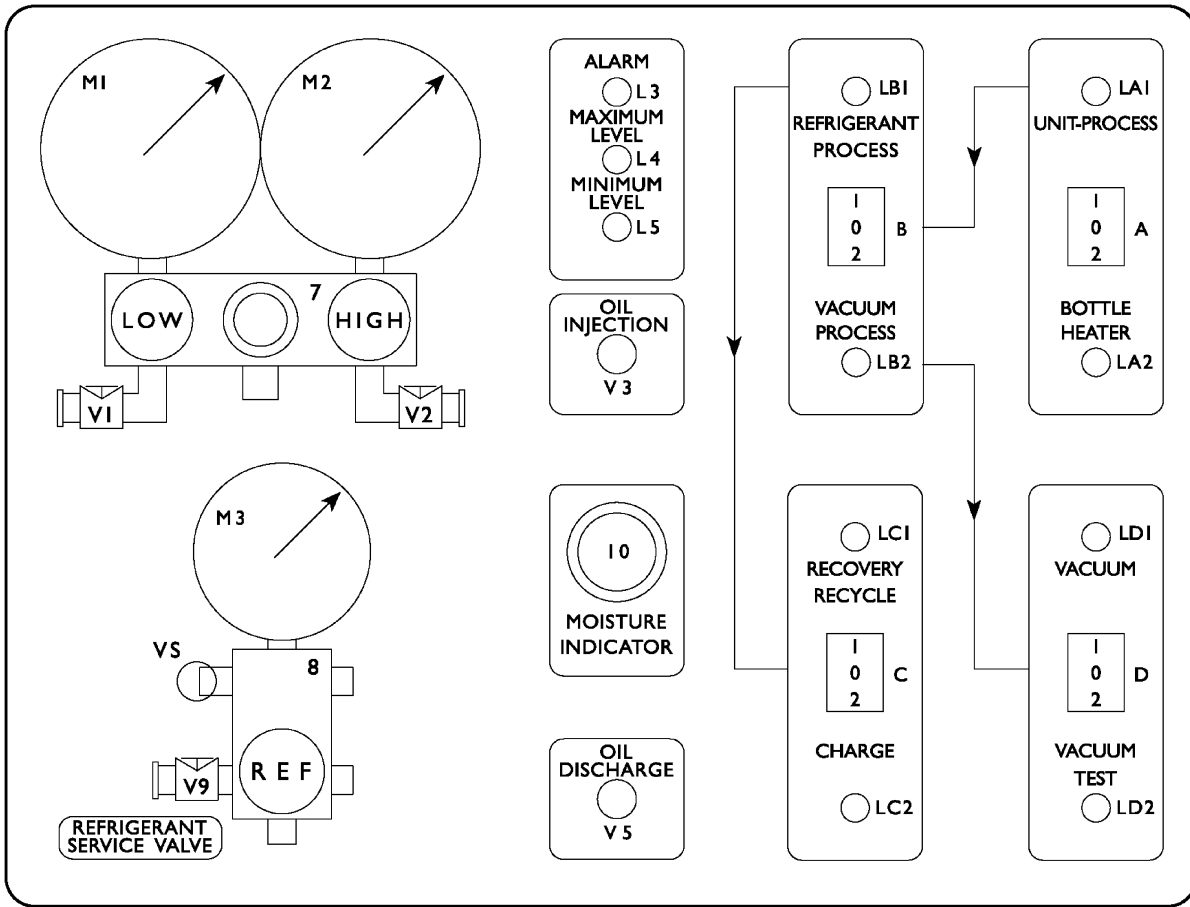 M1
M2
7
LOW
HIGH
V1
V2
M3
VS
8
REF
V9
REFRIGERANT
SERVICE VALVE
ALARM
L3
MAXIMUM
LEVEL
L4
MINIMUM
LEVEL
L5
OIL
INJECTION
V3
10
MOISTURE
INDICATOR
OIL
DISCHARGE
V5
LB1
REFRIGERANT
PROCESS
1
0
2
B
VACUUM
PROCESS
LB2
LA1
UNIT-PROCESS
1
0
2
A
BOTTLE
HEATER
LA2
LC1
RECOVERY
RECYCLE
1
0
2
C
CHARGE
LC2
LD1
VACUUM
1
0
2
D
VACUUM
TEST
LD2